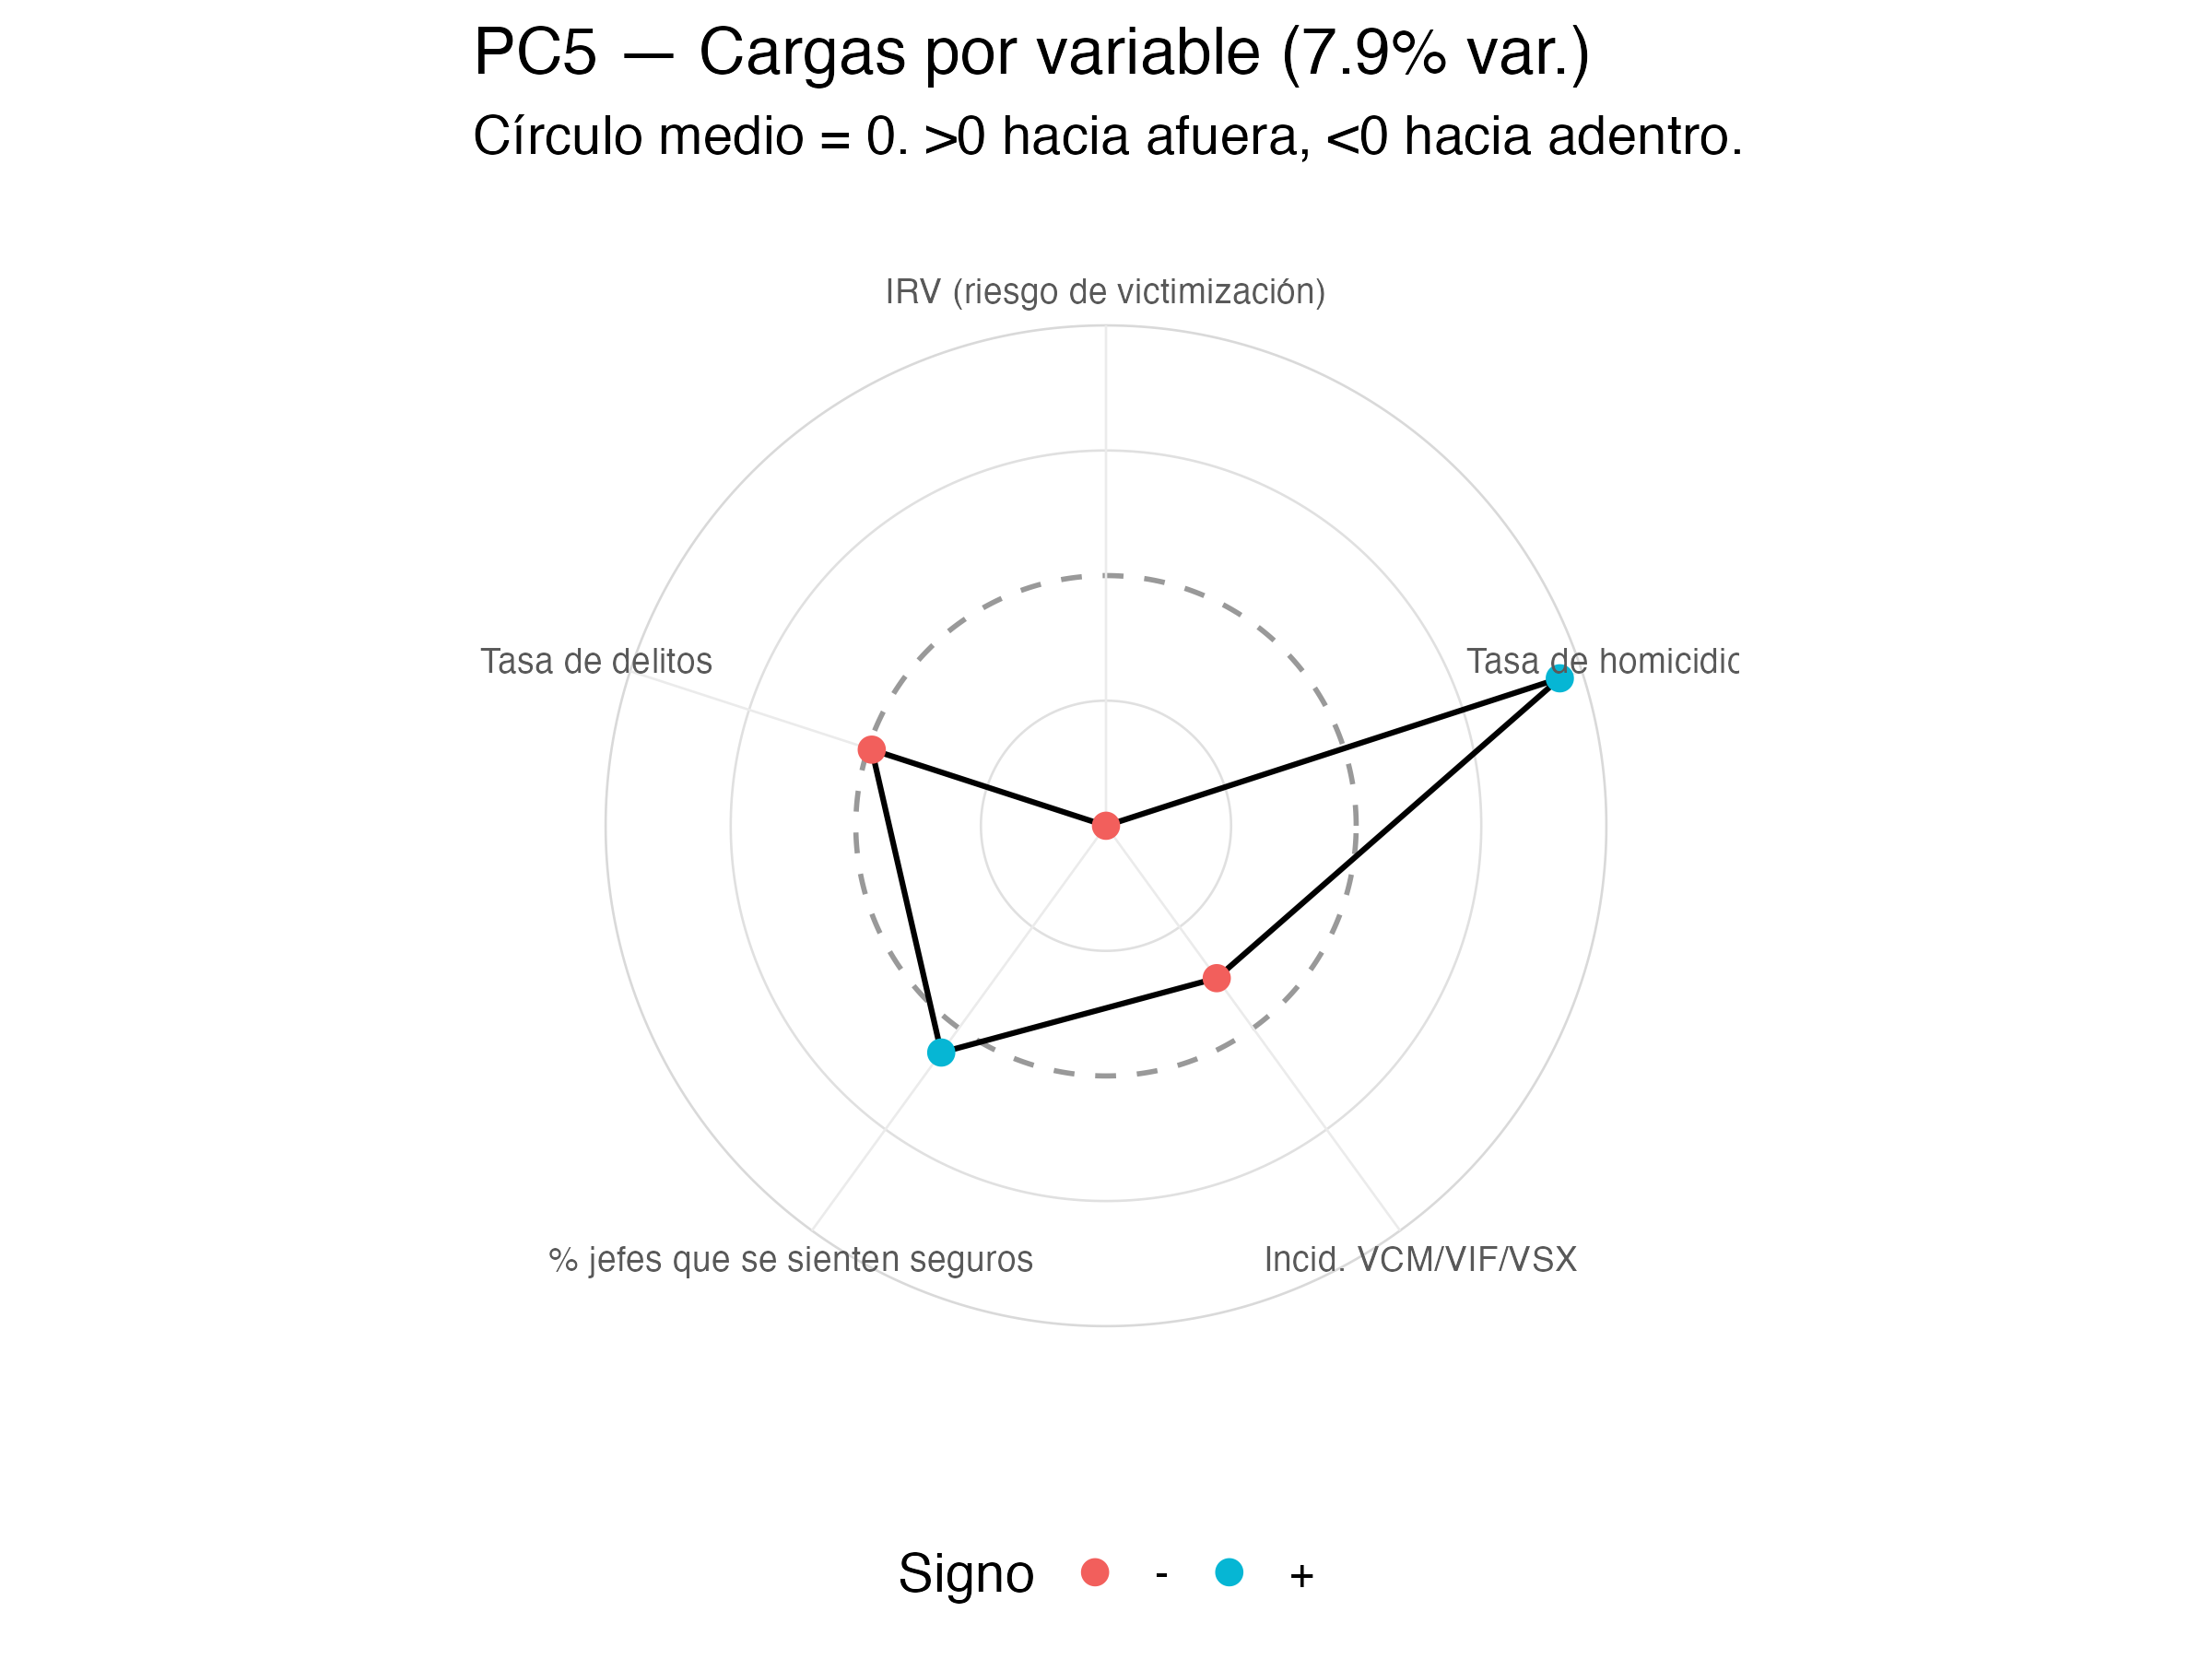 PC5 — Cargas por variable (7.9% var.)
Círculo medio = 0. >0 hacia afuera, <0 hacia adentro.
IRV (riesgo de victimización)
Tasa de delitos
Tasa de homicidio
% jefes que se sienten seguros
Incid. VCM/VIF/VSX
Signo - +